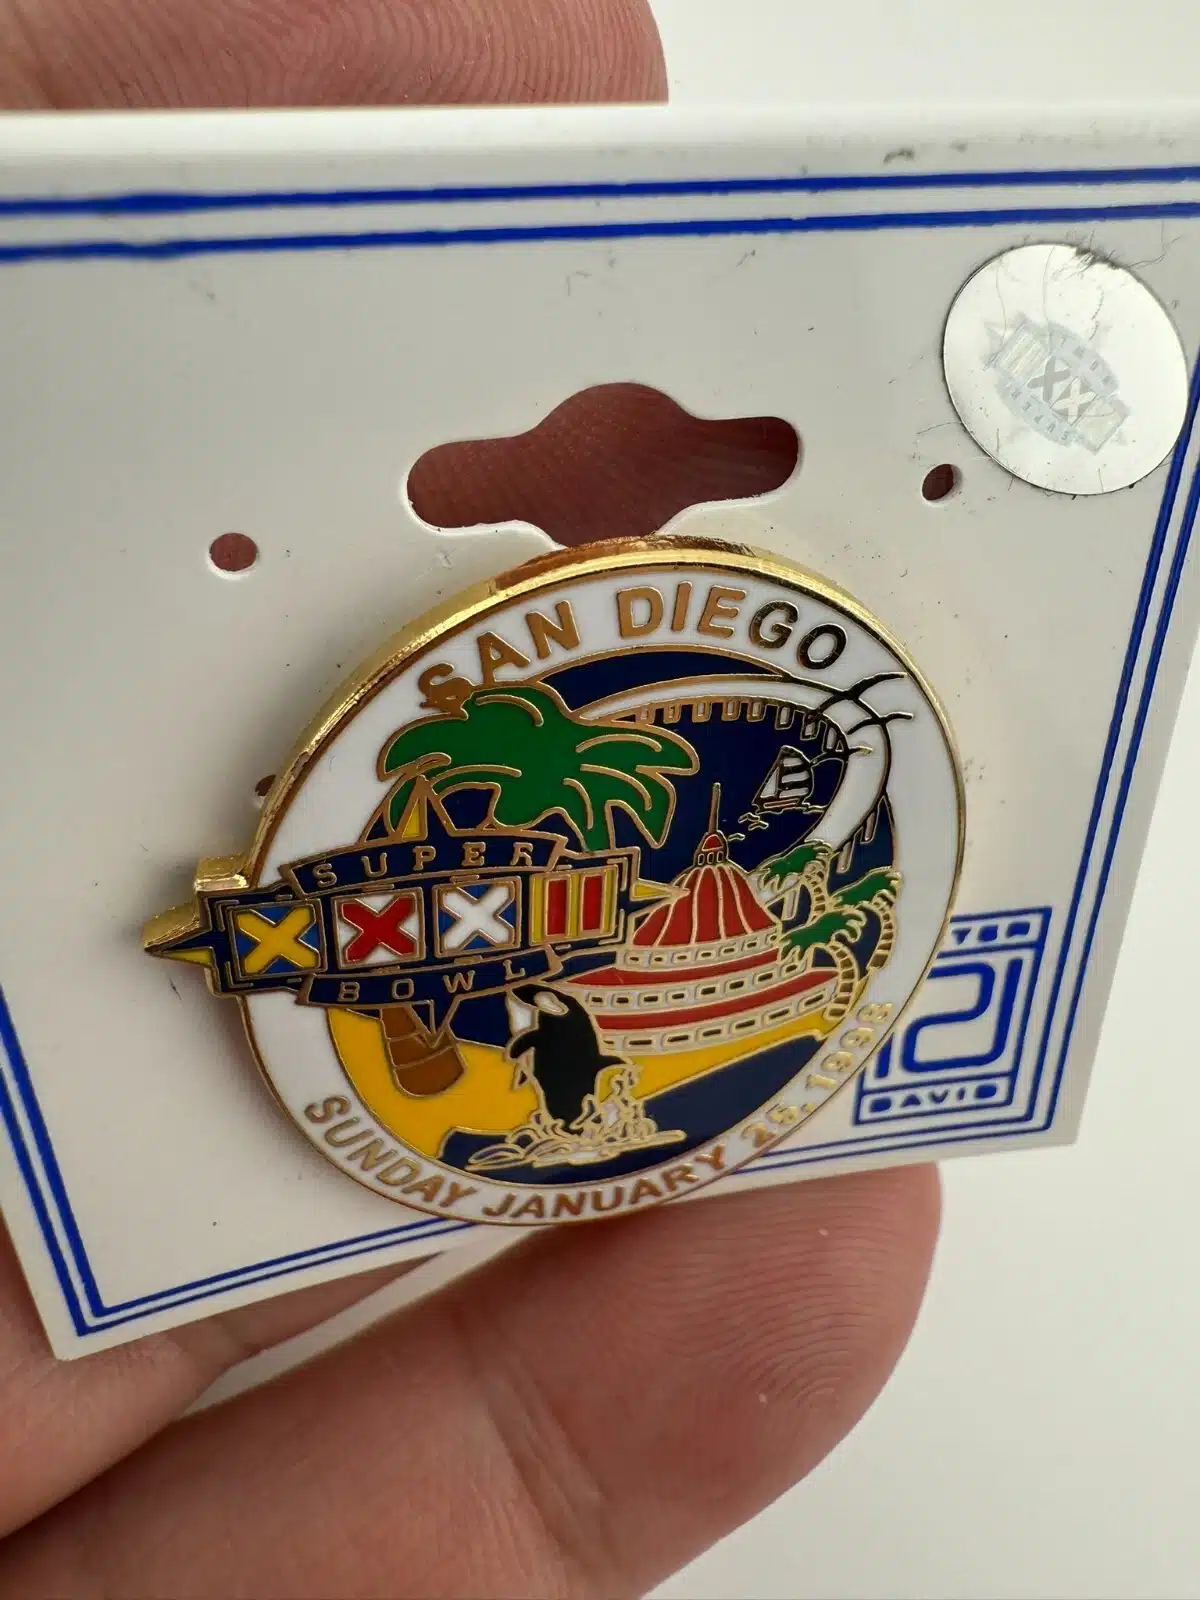 SAN DIEGO
SUPER
XXXII
BOWL
SUNDAY JANUARY 25, 1998
DAVID